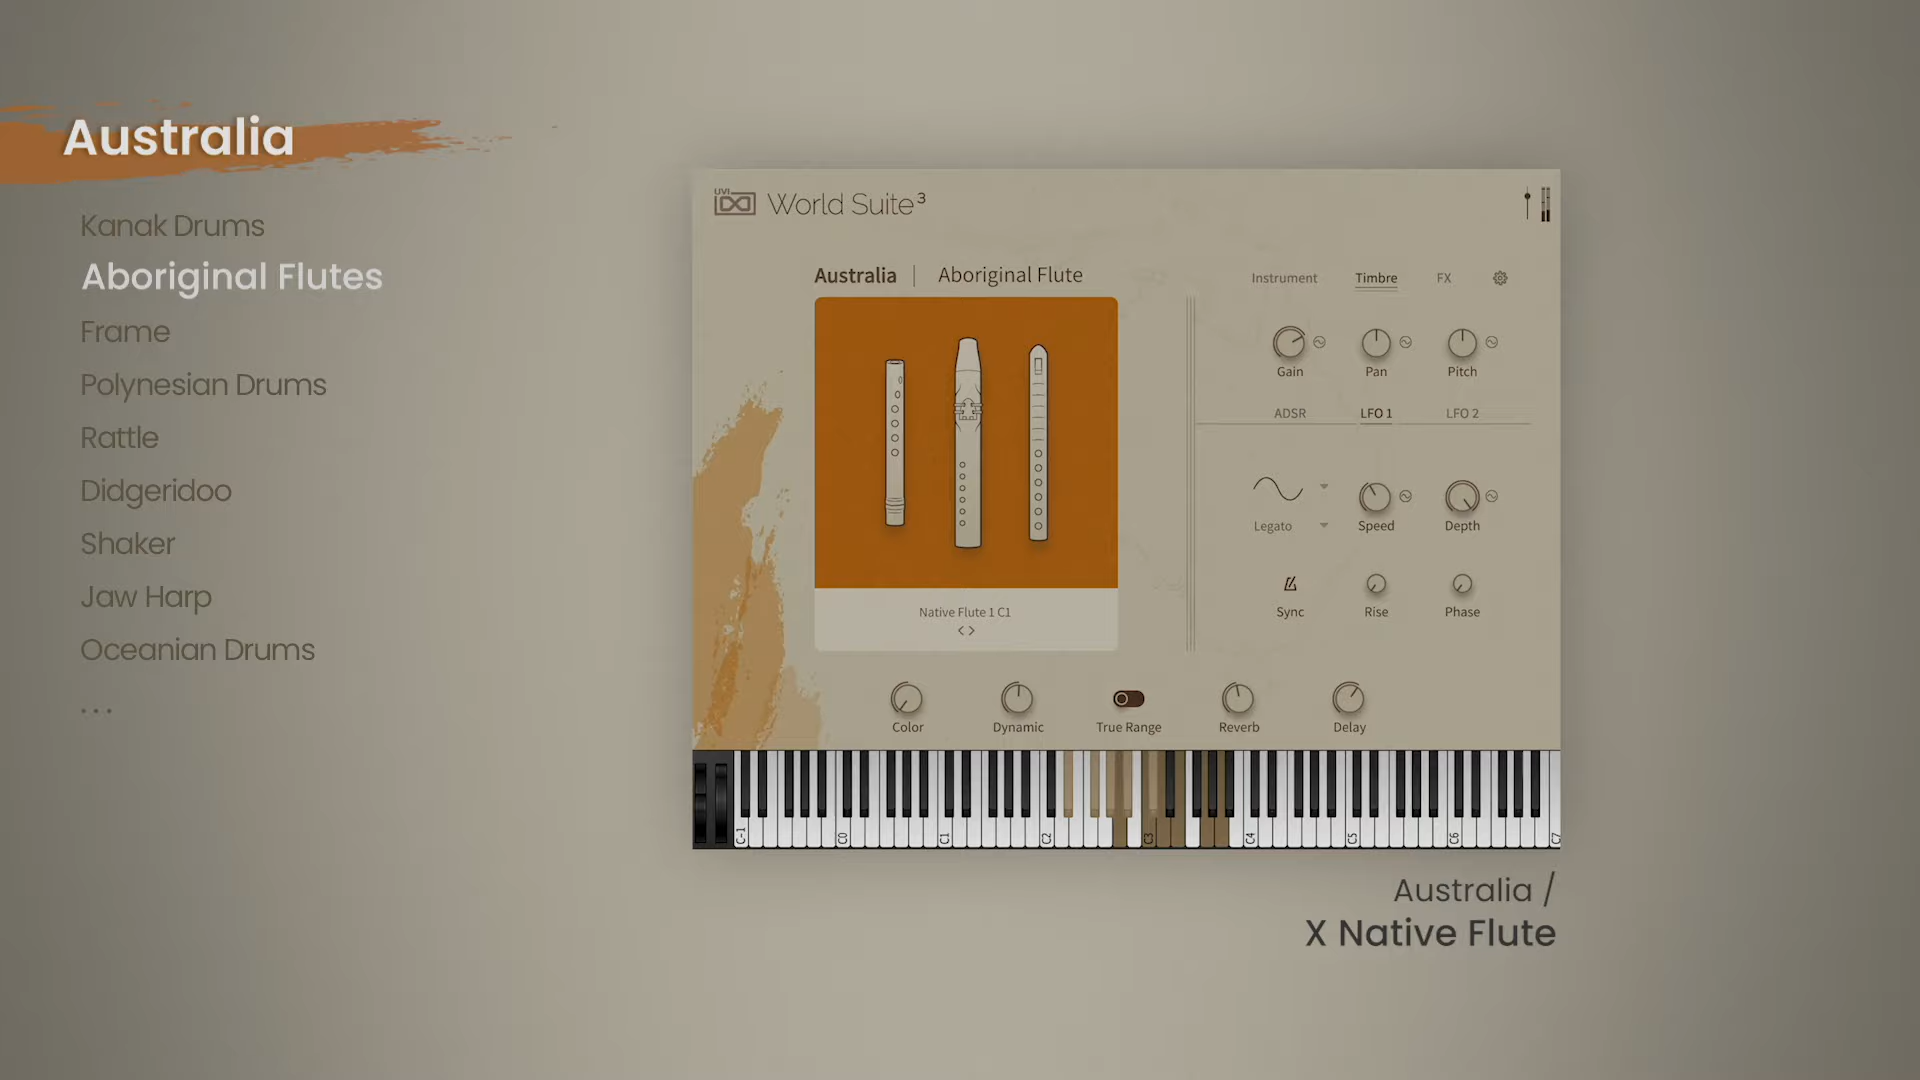 Australia
Kanak Drums
Aboriginal Flutes
Frame
Polynesian Drums
Rattle
Didgeridoo
Shaker
Jaw Harp
Oceanian Drums
...
UVI World Suite³
Australia | Aboriginal Flute
Instrument Timbre FX
Gain Pan Pitch
ADSR LFO 1 LFO 2
Legato Speed Depth
Sync Rise Phase
Native Flute 1 C1
< >
Color Dynamic True Range Reverb Delay
C-1 C0 C1 C2 C3 C4 C5 C6 C7
Australia /
X Native Flute